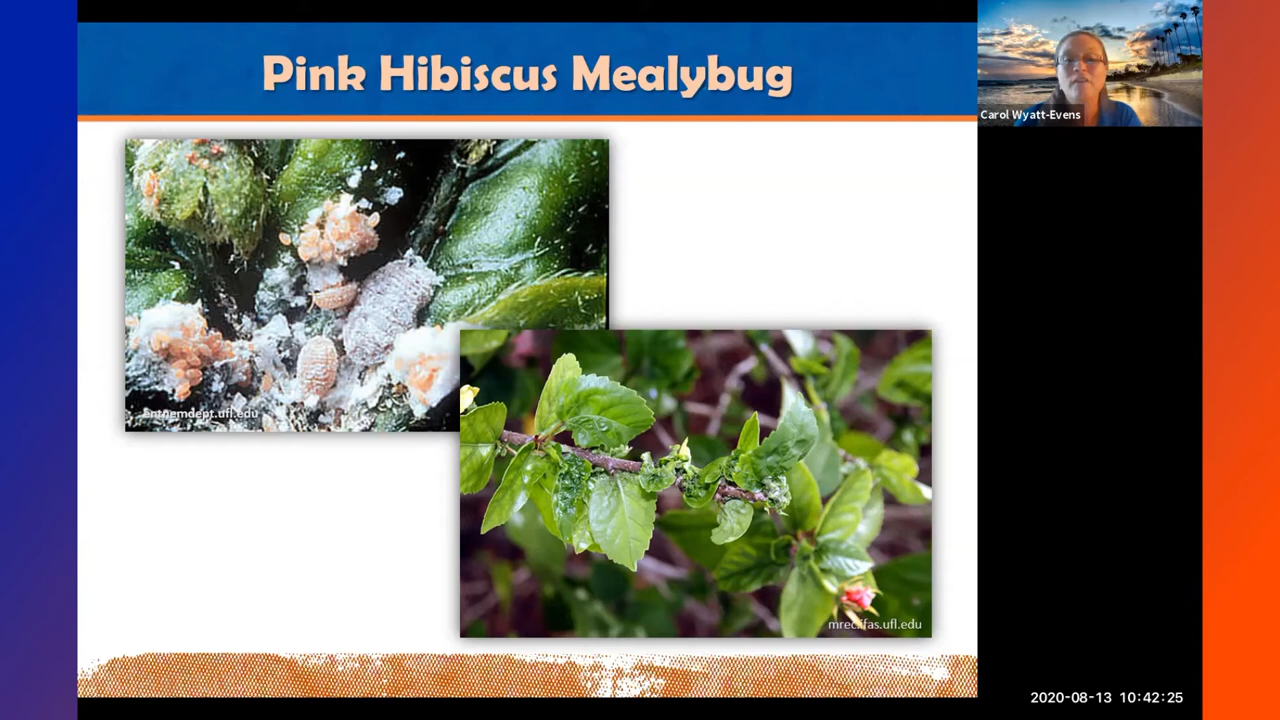 Pink Hibiscus Mealybug
Carol Wyatt-Evens
entnemdept.ufl.edu
mrec.ifas.ufl.edu
2020-08-13 10:42:25